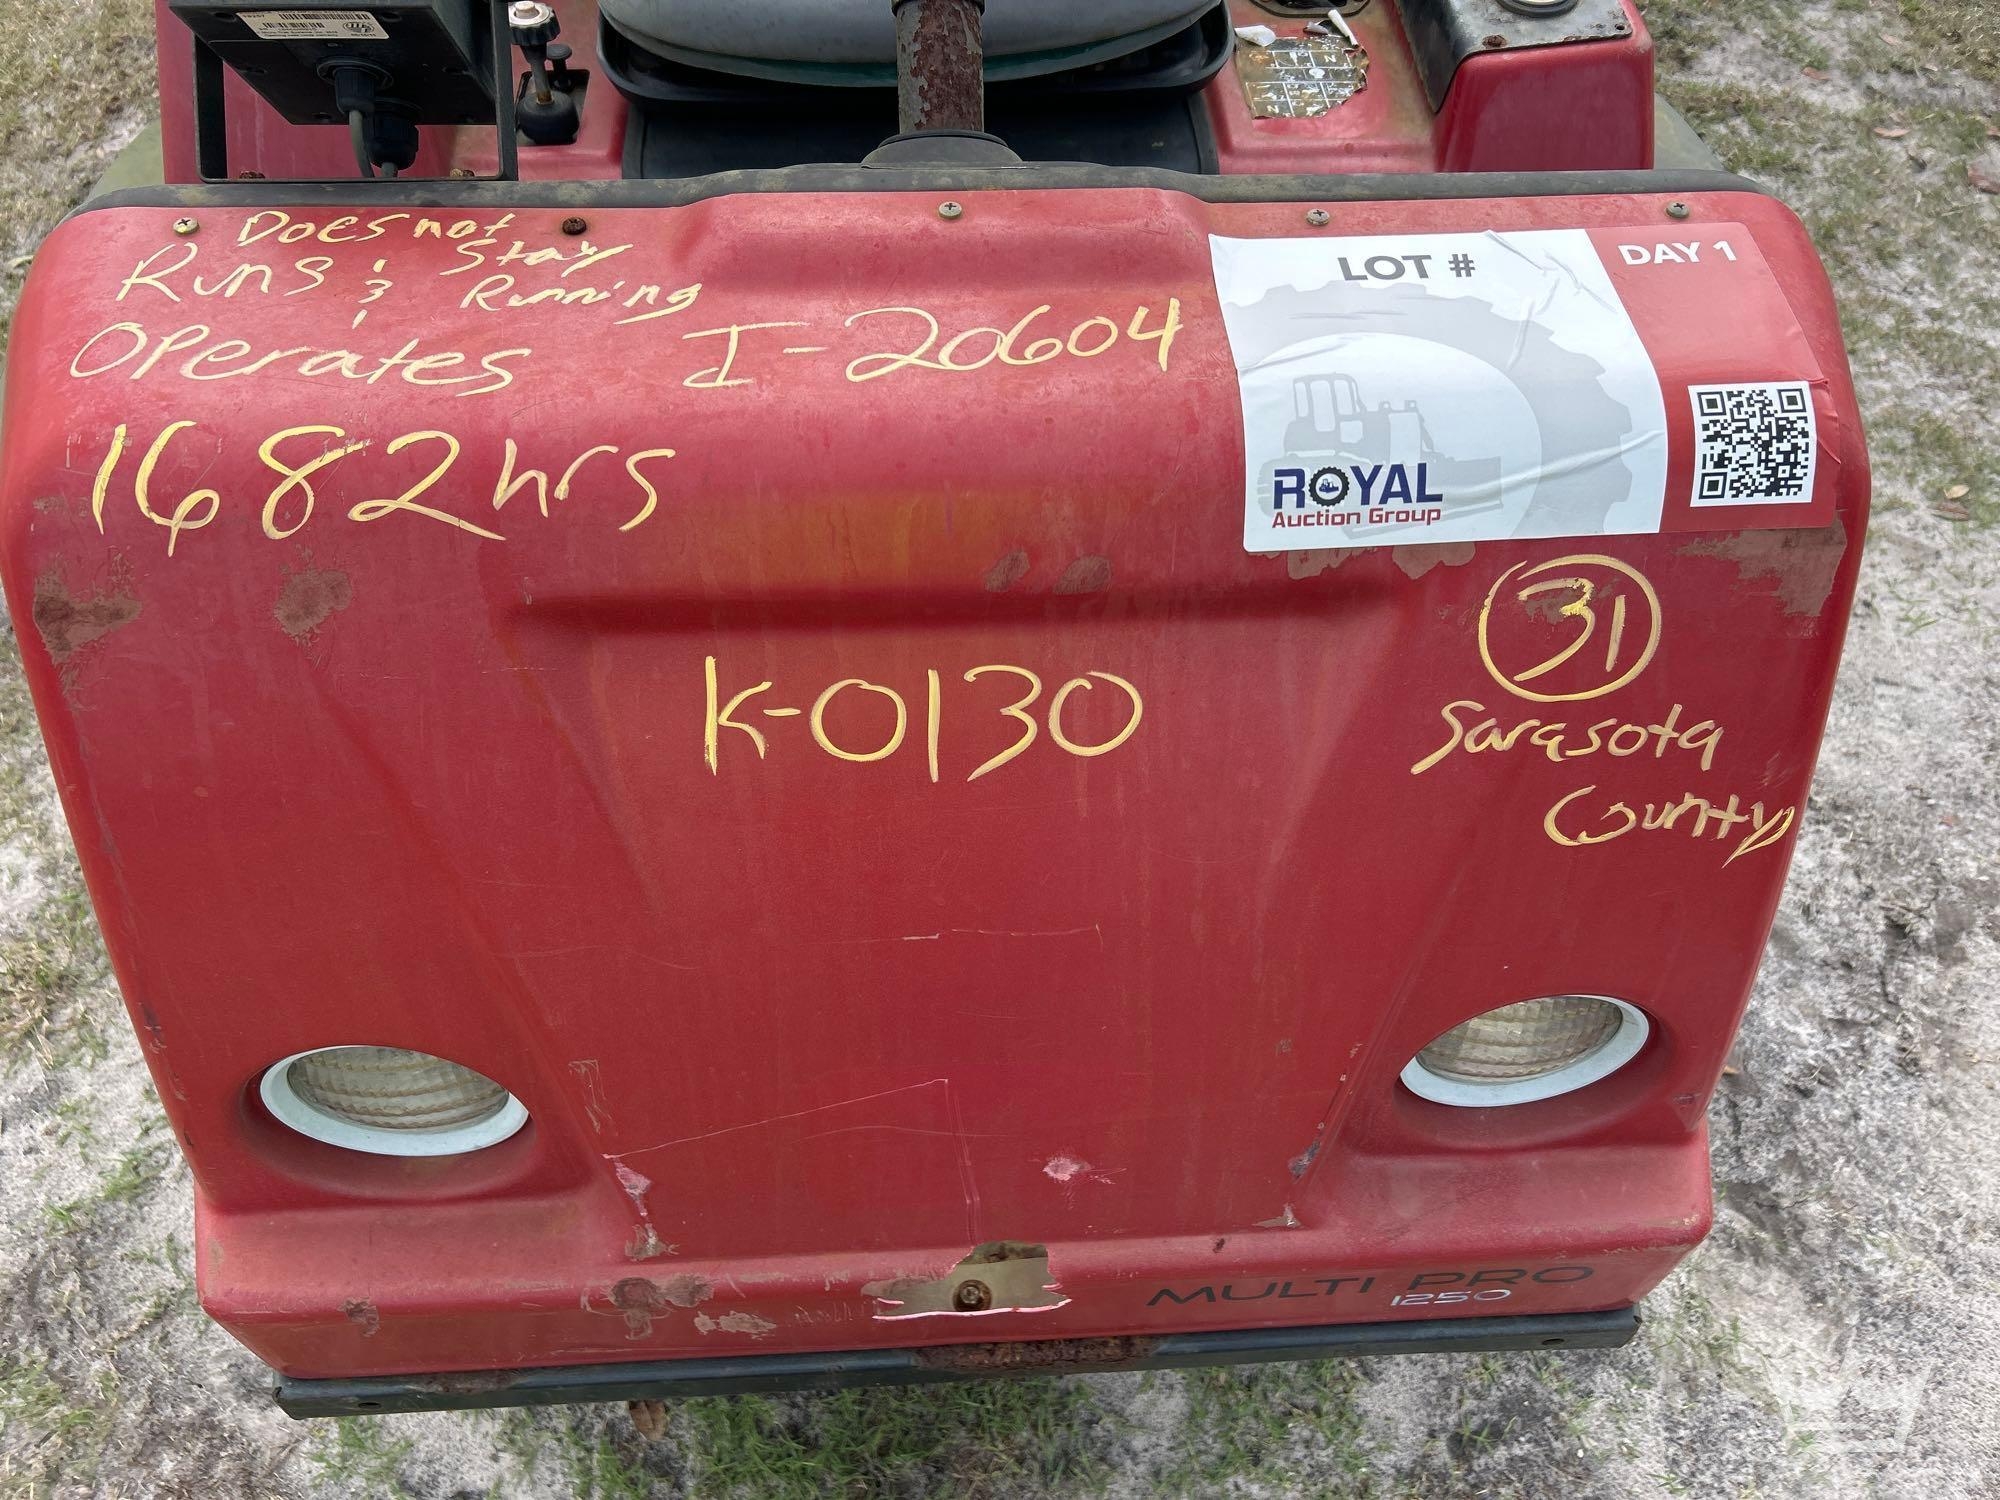 Does not
Stay
Running
Runs &
Operates
I-20604
1682hrs
LOT #
DAY 1
ROYAL
Auction Group
31
Sarasota
County
K-0130
MULTI PRO
1250